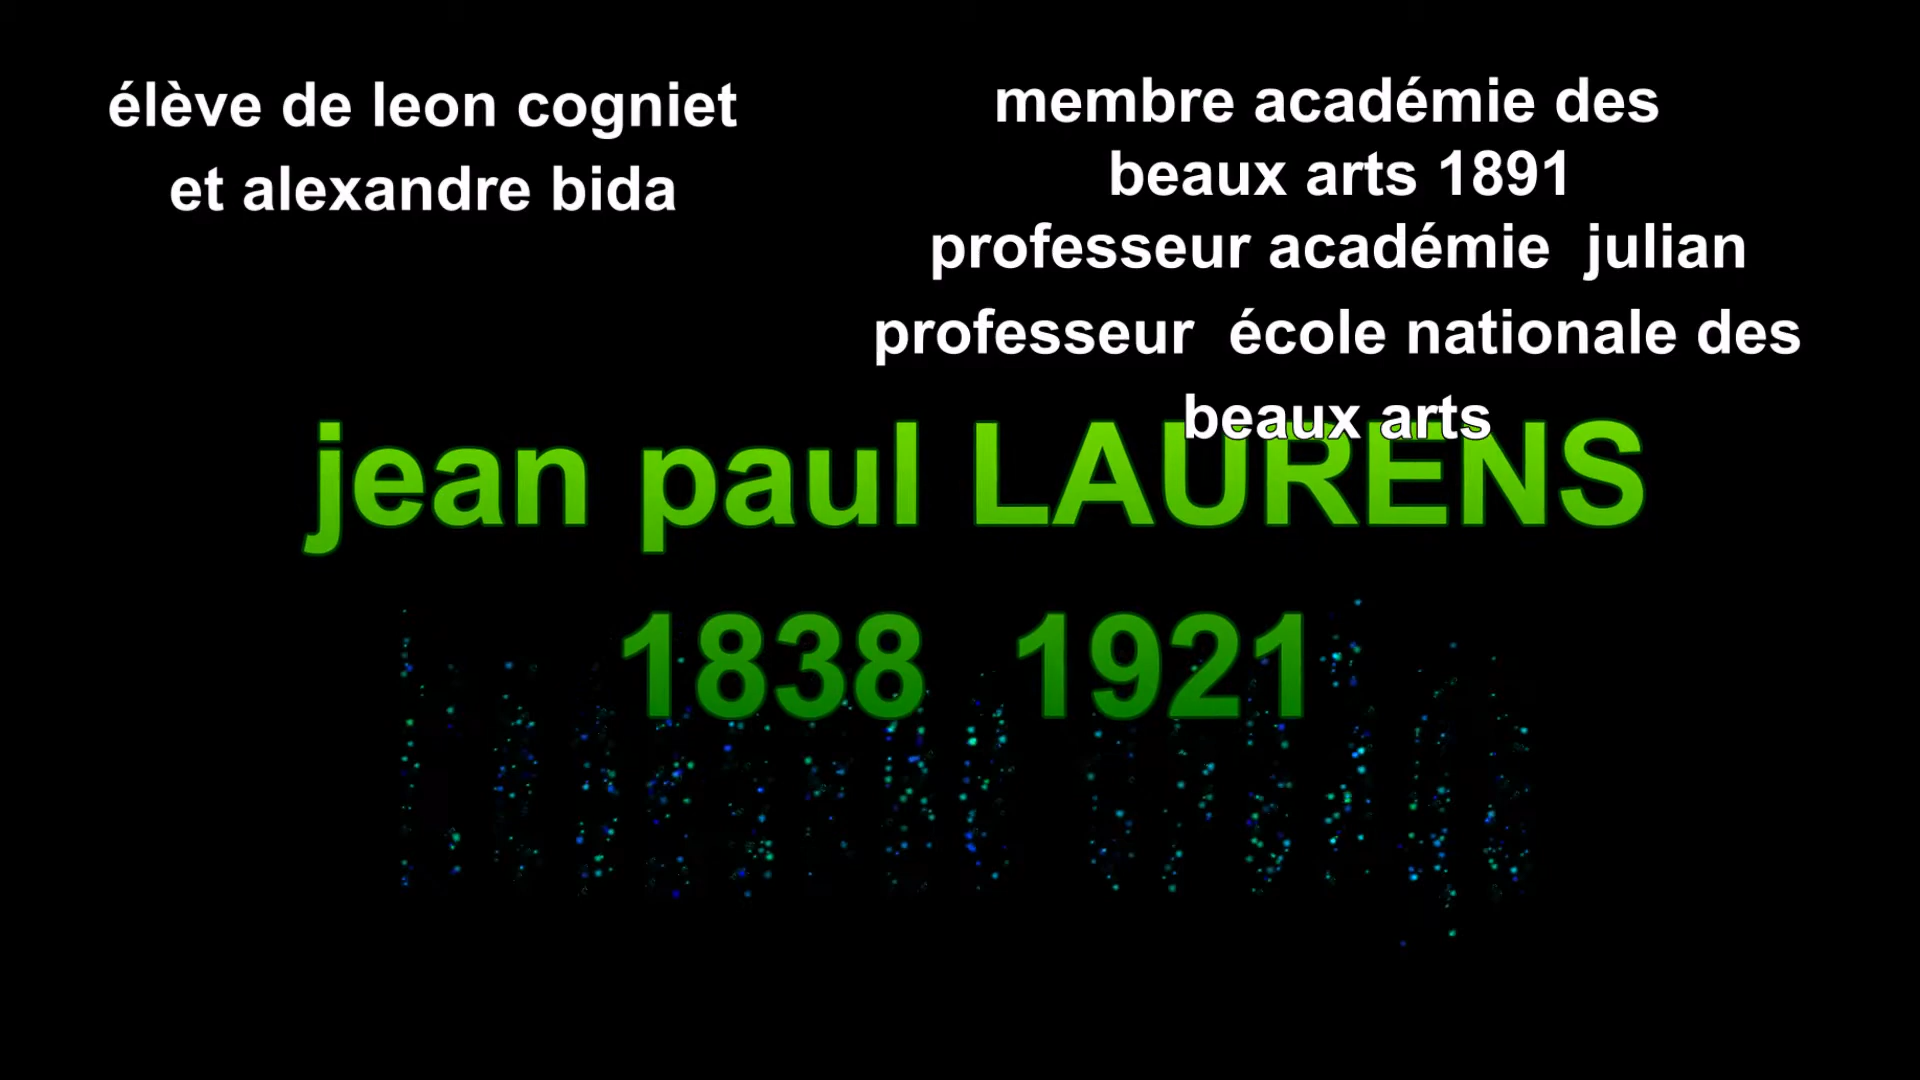 élève de leon cogniet
et alexandre bida
membre académie des
beaux arts 1891
professeur académie julian
professeur école nationale des
beaux arts
jean paul LAURENS
1838 1921